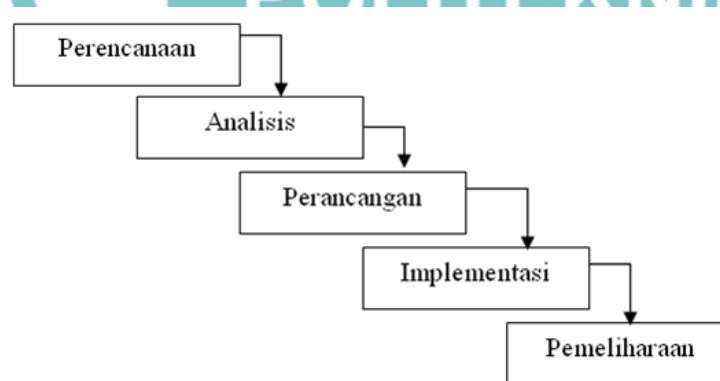 Perencanaan
Analisis
Perancangan
Implementasi
Pemeliharaan